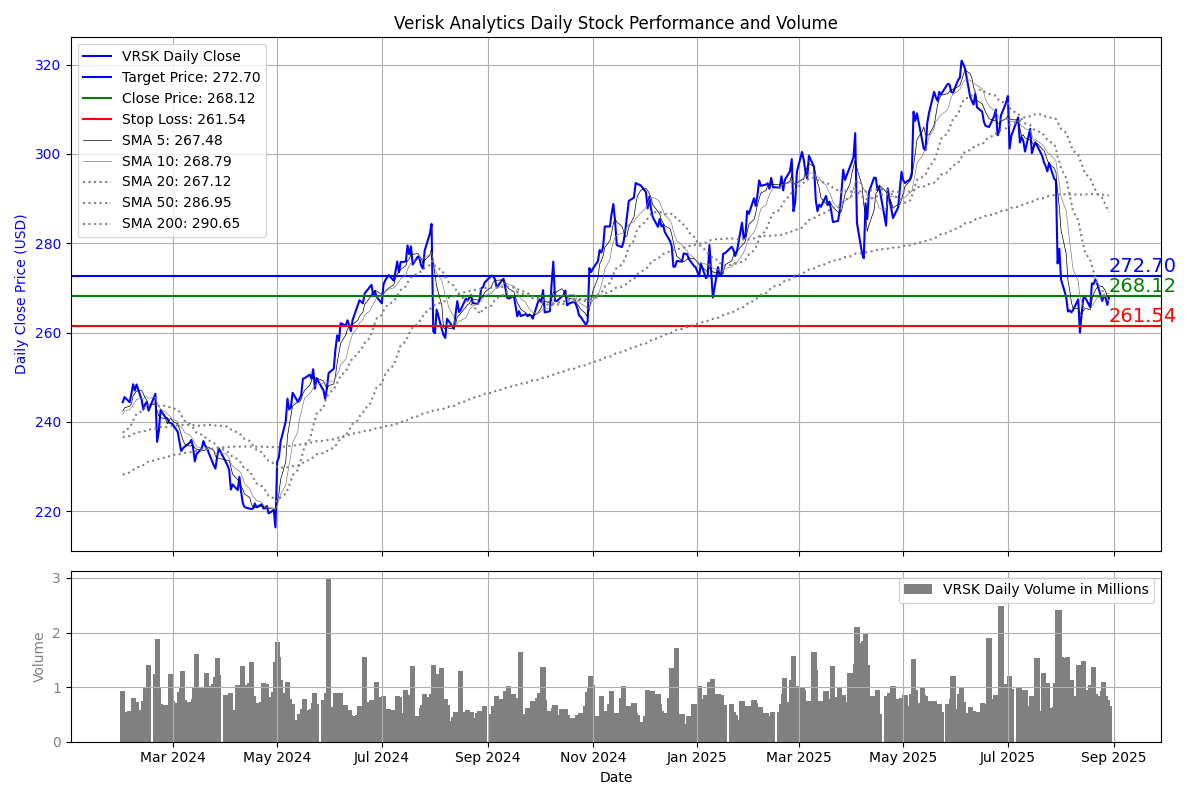 Verisk Analytics Daily Stock Performance and Volume
Daily Close Price (USD)
320
300
280
260
240
220
VRSK Daily Close
Target Price: 272.70
Close Price: 268.12
Stop Loss: 261.54
SMA 5: 267.48
SMA 10: 268.79
SMA 20: 267.12
SMA 50: 286.95
SMA 200: 290.65
272.70
268.12
261.54
Volume
3
2
1
0
VRSK Daily Volume in Millions
Mar 2024
May 2024
Jul 2024
Sep 2024
Nov 2024
Jan 2025
Mar 2025
May 2025
Jul 2025
Sep 2025
Date